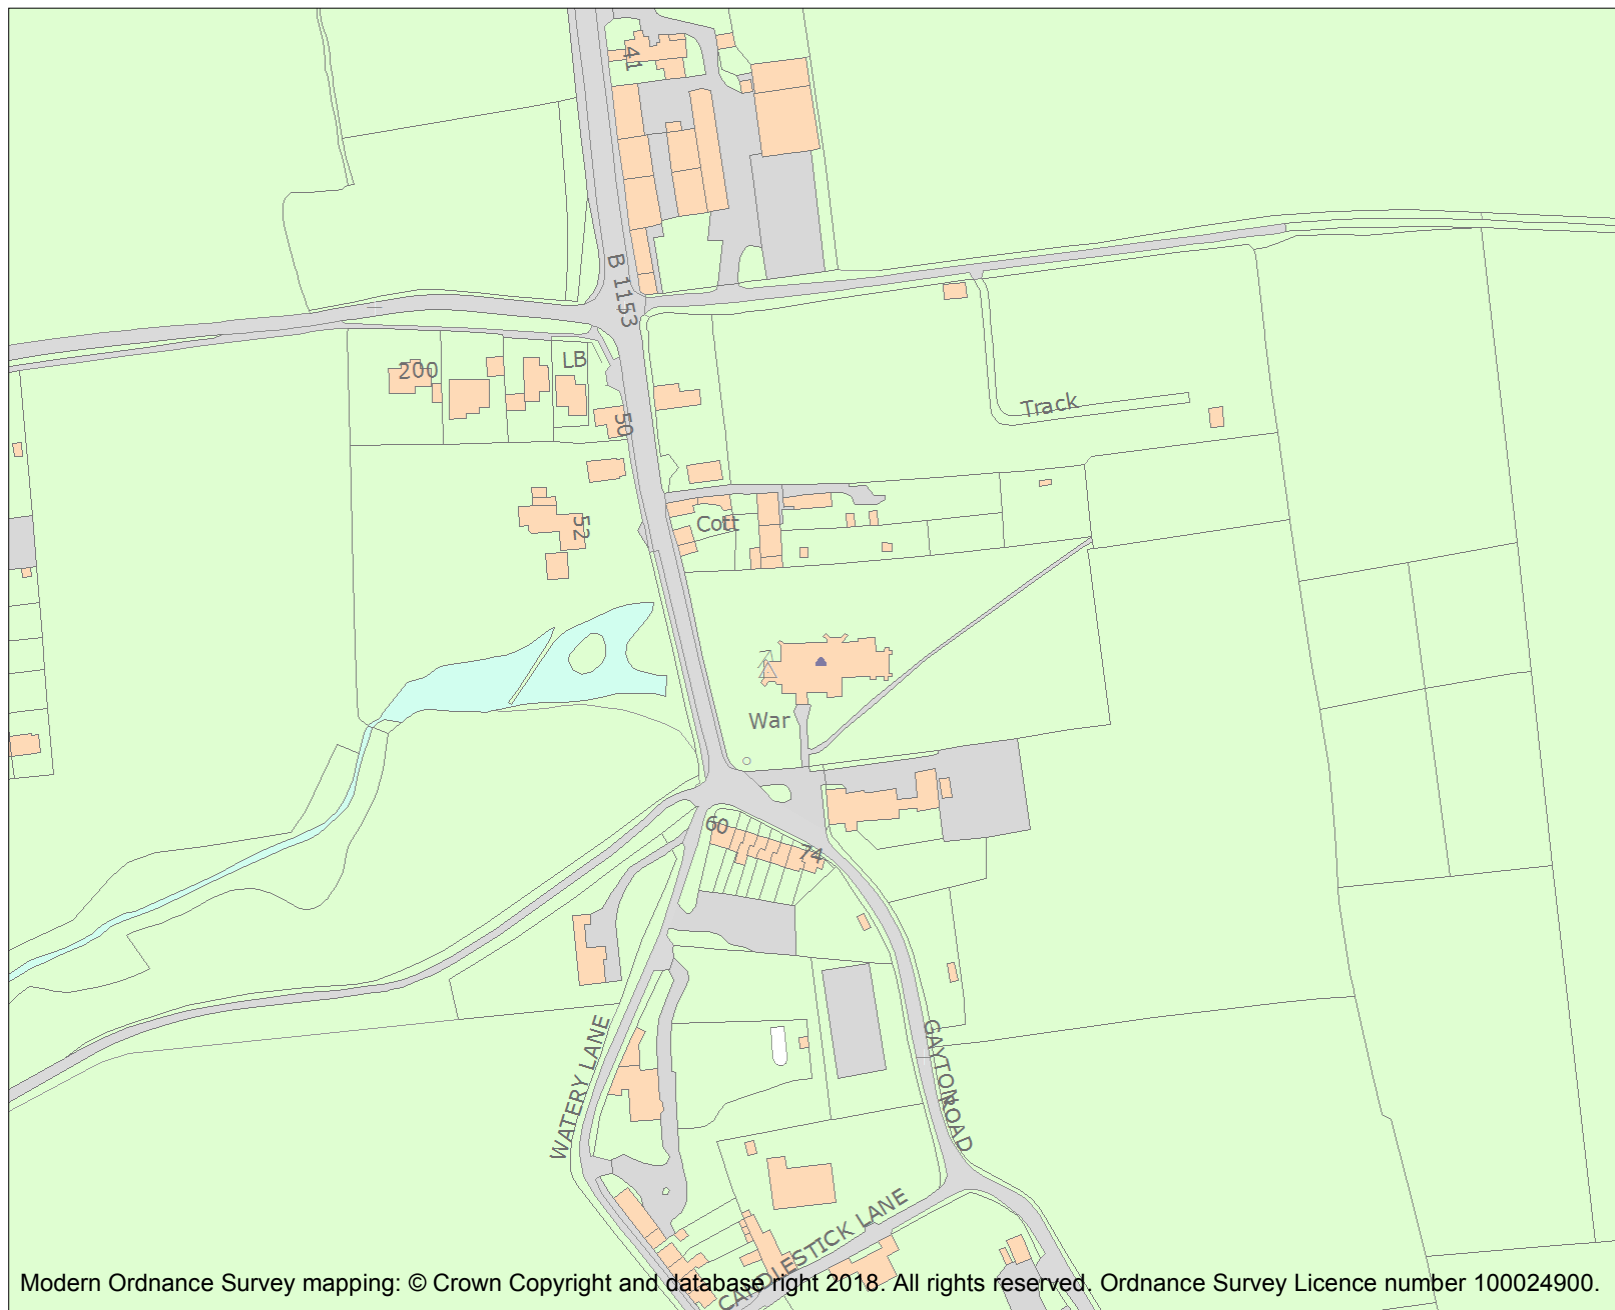 41
B 1153
200
LB
50
Track
52
Cott
War
60
74
WATERY LANE
GAYTON ROAD
CANDLESTICK LANE
Modern Ordnance Survey mapping: © Crown Copyright and database right 2018. All rights reserved. Ordnance Survey Licence number 100024900.